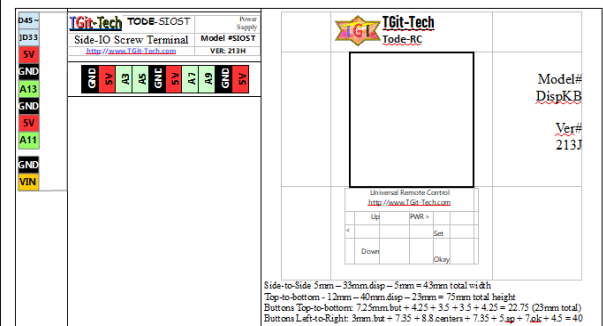 D45~
D33
5V
GND
A13
GND
5V
A11
GND
VIN
TGit-Tech TODE-SIOST
Power Supply
Side-IO Screw Terminal
Model #SIOST
http://www.TGit-Tech.com
VER: 213H
GND 5V A3 A5 GND 5V A7 A9 GND 5V
TGI
TGit-Tech
Tode-RC
Model#
DispKB
Ver#
213J
Universal Remote Control
http://www.TGit-Tech.com
Up PWR >
<
Set
Down
Okay
Side-to-Side 5mm – 33mm.disp – 5mm = 43mm total width
Top-to-bottom - 12mm – 40mm.disp – 23mm = 75mm total height
Buttons Top-to-bottom: 7.25mm.but + 4.25 + 3.5 + 3.5 + 4.25 = 22.75 (23mm total)
Buttons Left-to-Right: 3mm.but + 7.35 + 8.8.centers + 7.35 + 5.sp + 7.ok + 4.5 = 40